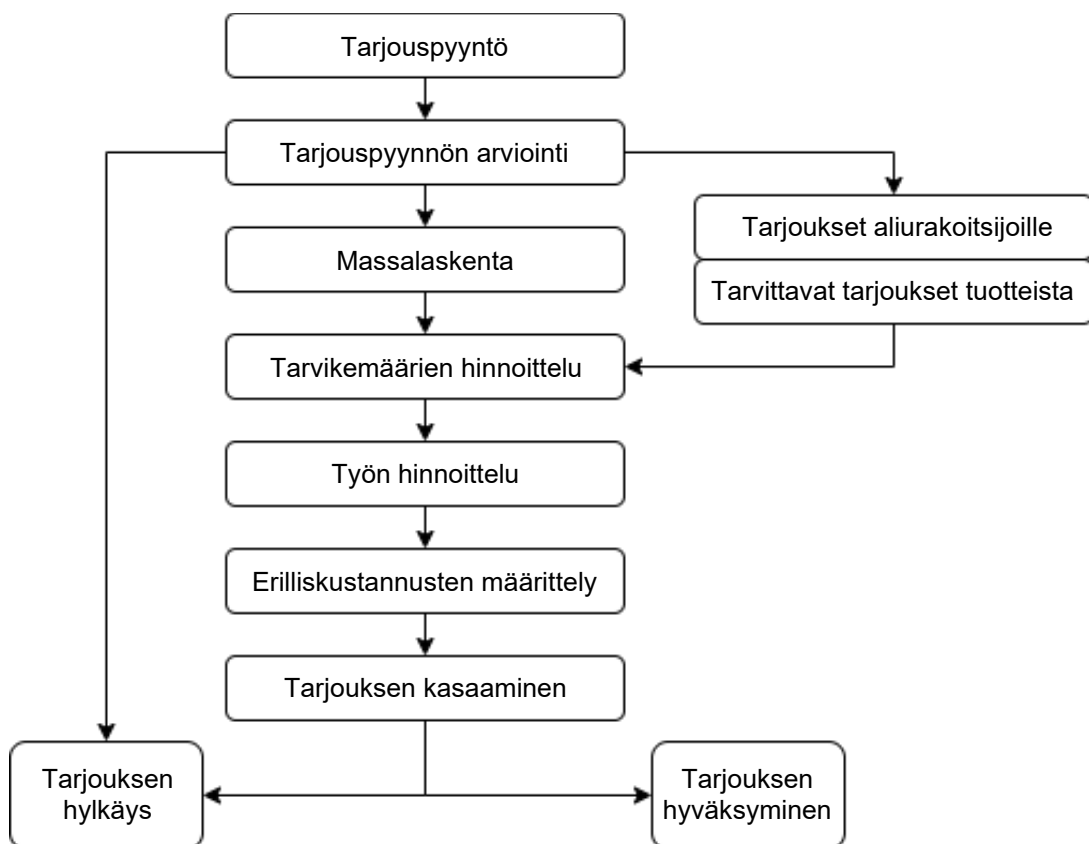 Tarjouspyyntö
Tarjouspyynnön arviointi
Tarjoukset aliurakoitsijoille
Massalaskenta
Tarvittavat tarjoukset tuotteista
Tarvikemäärien hinnoittelu
Työn hinnoittelu
Erilliskustannusten määrittely
Tarjouksen kasaaminen
Tarjouksen
hylkäys
Tarjouksen
hyväksyminen